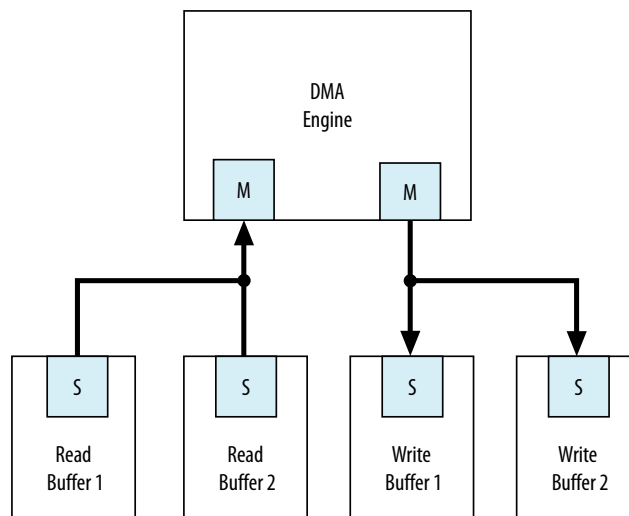 DMA
Engine
M
M
S
S
S
S
Read
Buffer 1
Read
Buffer 2
Write
Buffer 1
Write
Buffer 2